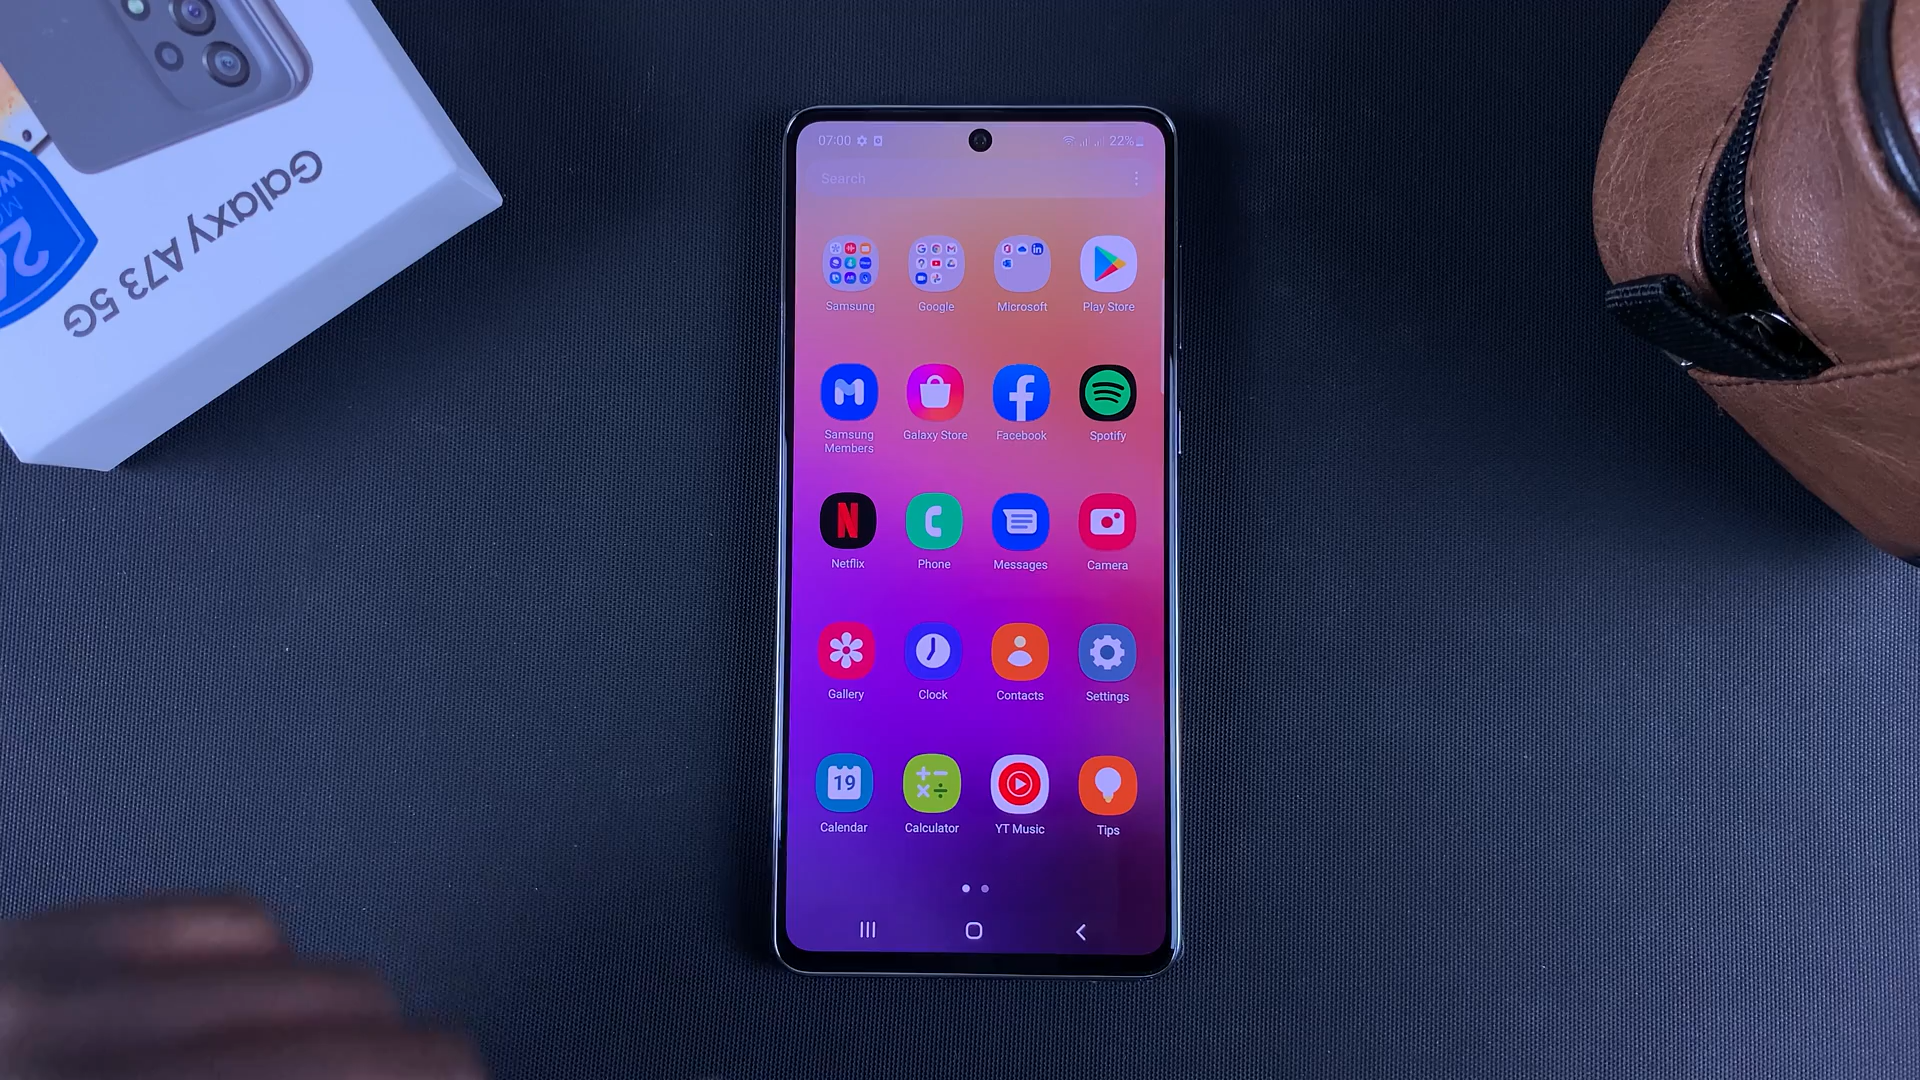 Galaxy A73 5G
07:00
22%
Search
Samsung
Google
Microsoft
Play Store
Samsung Members
Galaxy Store
Facebook
Spotify
Netflix
Phone
Messages
Camera
Gallery
Clock
Contacts
Settings
19
Calendar
Calculator
YT Music
Tips